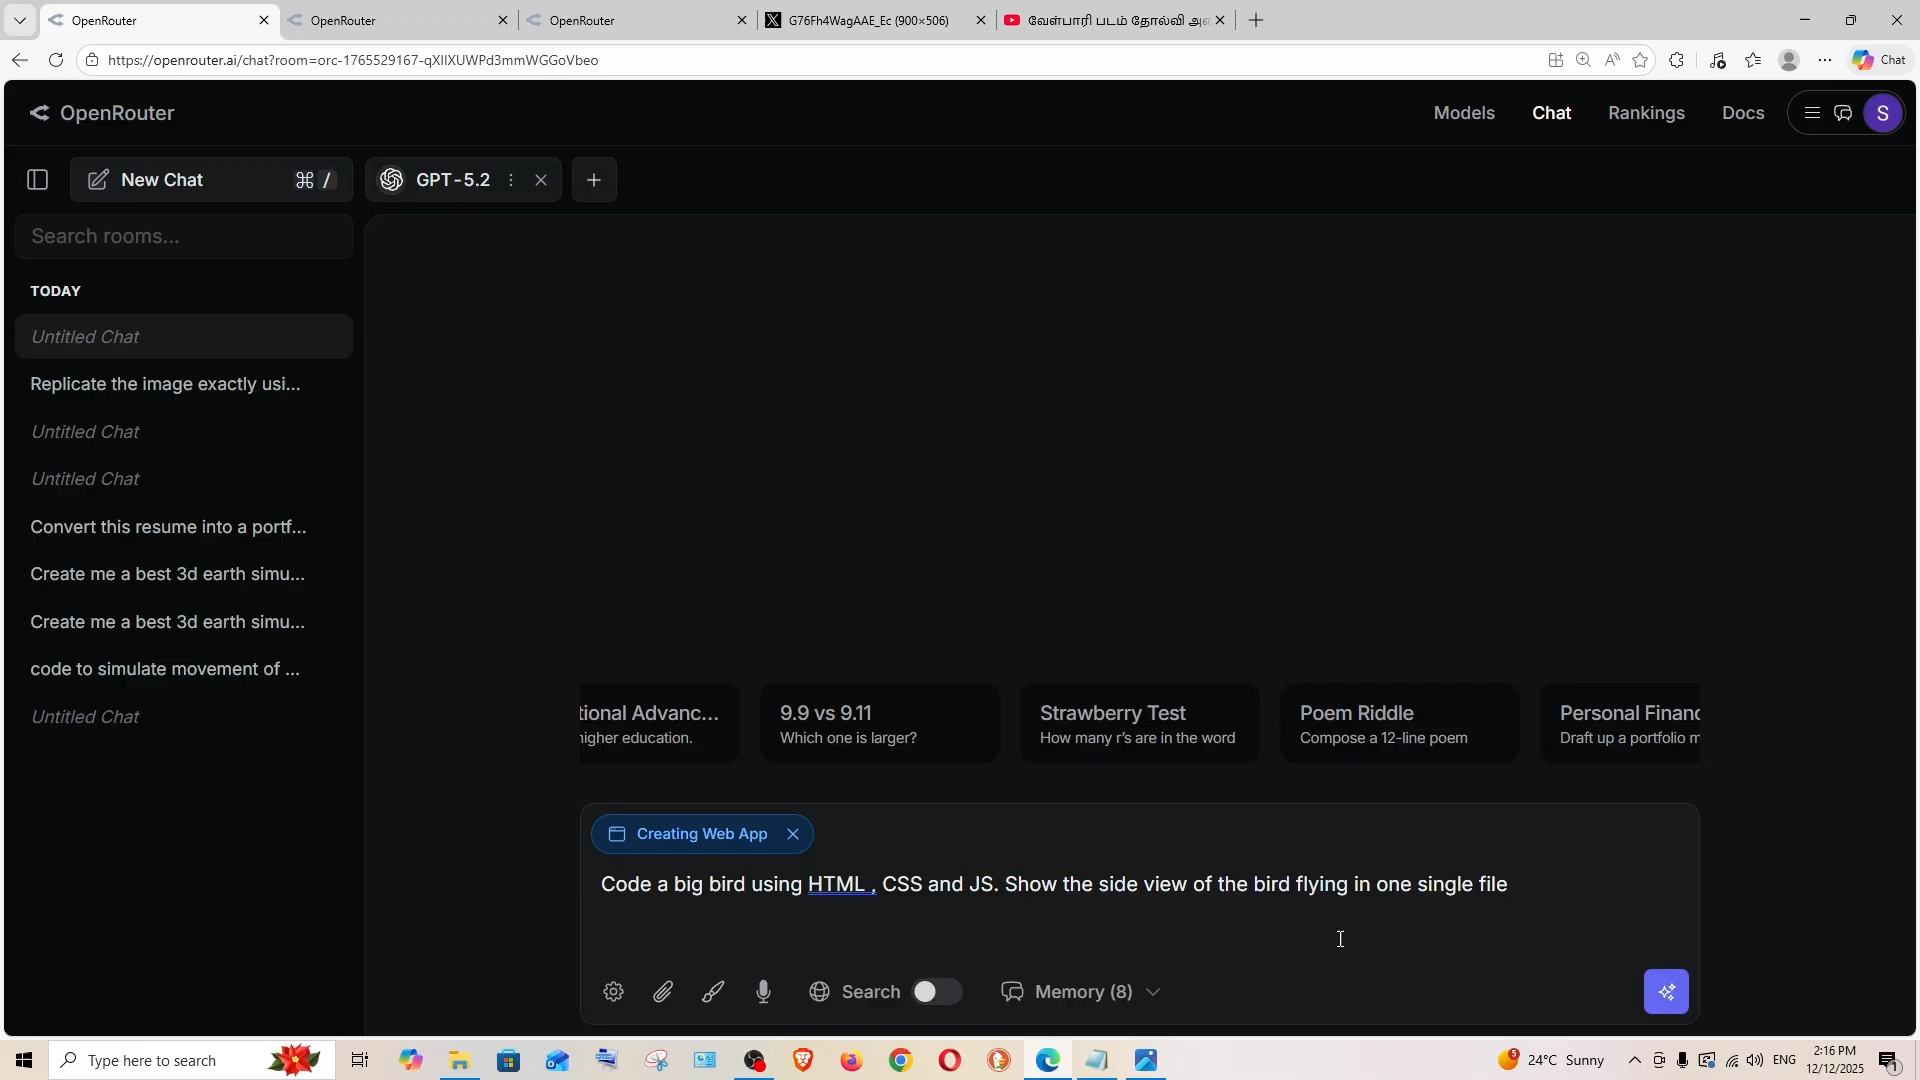 OpenRouter
OpenRouter
OpenRouter
G76Fh4WagAAE_Ec (900×506)
வேள்பாரி படம் தோல்வி அ
https://openrouter.ai/chat?room=orc-1765529167-qXIIXUWPd3mmWGGoVbeo
Chat
OpenRouter
Models
Chat
Rankings
Docs
S
New Chat
⌘ /
GPT-5.2
Search rooms...
TODAY
Untitled Chat
Replicate the image exactly usi...
Untitled Chat
Untitled Chat
Convert this resume into a portf...
Create me a best 3d earth simu...
Create me a best 3d earth simu...
code to simulate movement of ...
Untitled Chat
tional Advanc...
higher education.
9.9 vs 9.11
Which one is larger?
Strawberry Test
How many r's are in the word
Poem Riddle
Compose a 12-line poem
Personal Financ
Draft up a portfolio m
Creating Web App
Code a big bird using HTML , CSS and JS. Show the side view of the bird flying in one single file
Search
Memory (8)
Type here to search
5
24°C Sunny
ENG
2:16 PM
12/12/2025
1